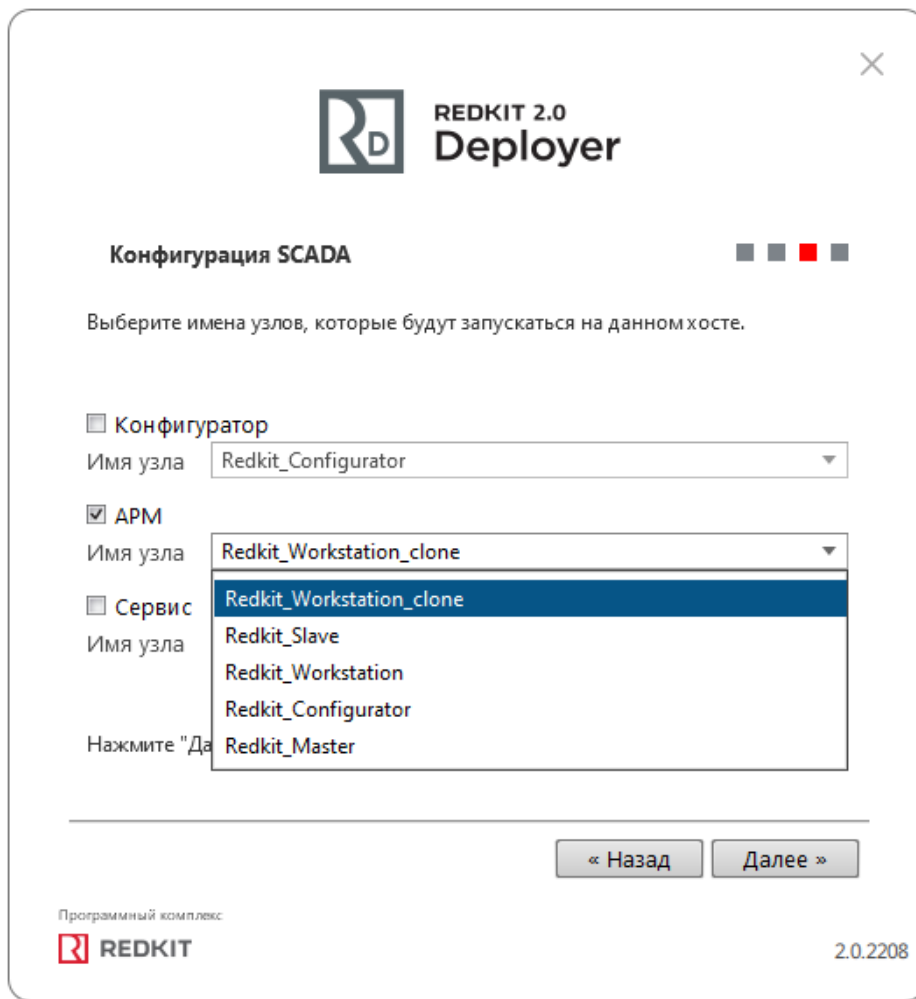 RD
REDKIT 2.0
Deployer
Конфигурация SCADA
Выберите имена узлов, которые будут запускаться на данном хосте.
Конфигуратор
Имя узла Redkit_Configurator
АРМ
Имя узла Redkit_Workstation_clone
Redkit_Workstation_clone
Сервис
Redkit_Slave
Имя узла
Redkit_Workstation
Redkit_Configurator
Нажмите "Да
Redkit_Master
« Назад Далее »
Программный комплекс
REDKIT
2.0.2208